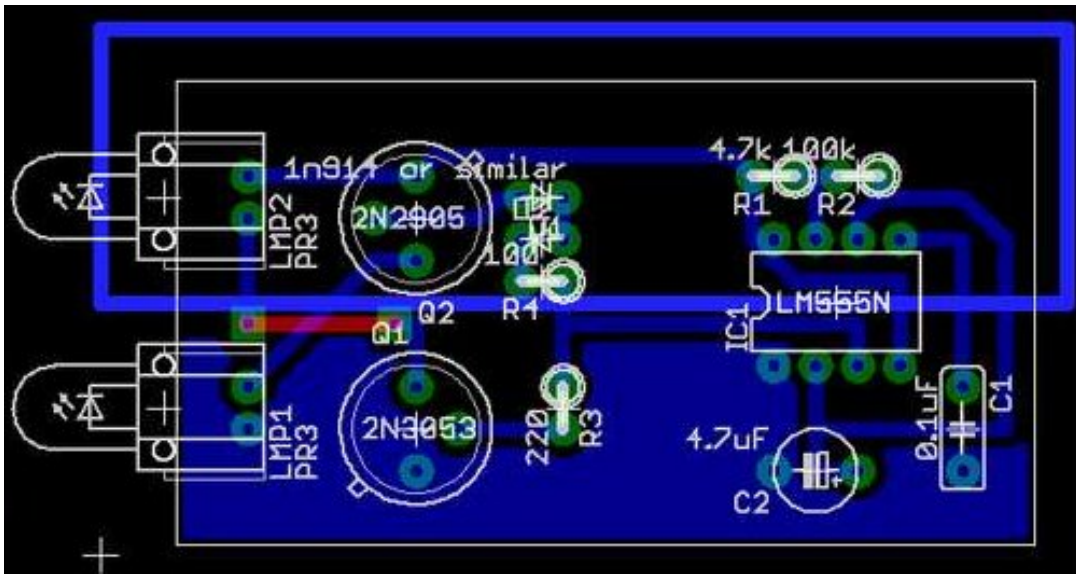 1n914 or similar
LMP2
PR3
2N2905
Q2
100
R4
4.7k
100k
R1
R2
IC1
LM555N
Q1
LMP1
PR3
2N3053
220
R3
4.7uF
C2
0.1uF
C1